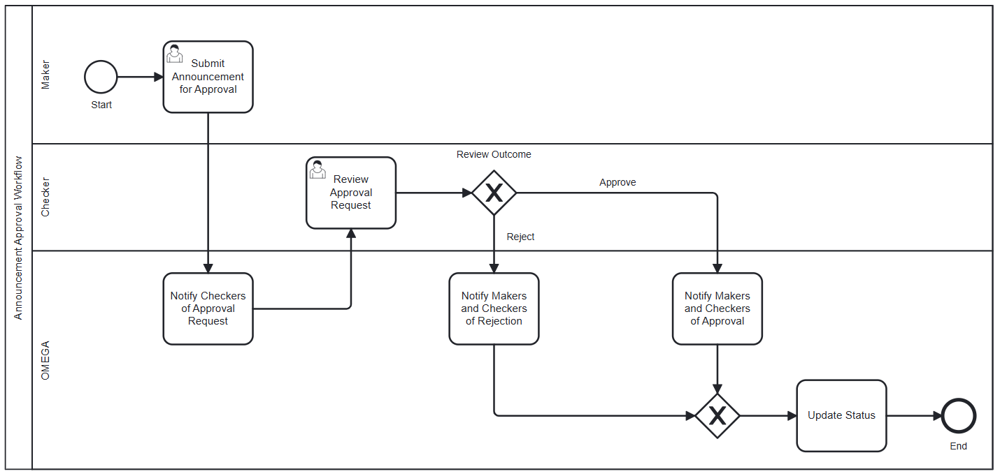 Announcement Approval Workflow
Maker
Start
Submit
Announcement
for Approval
Checker
Review
Approval
Request
Review Outcome
Approve
Reject
OMEGA
Notify Checkers
of Approval
Request
Notify Makers
and Checkers
of Rejection
Notify Makers
and Checkers
of Approval
X
X
Update Status
End